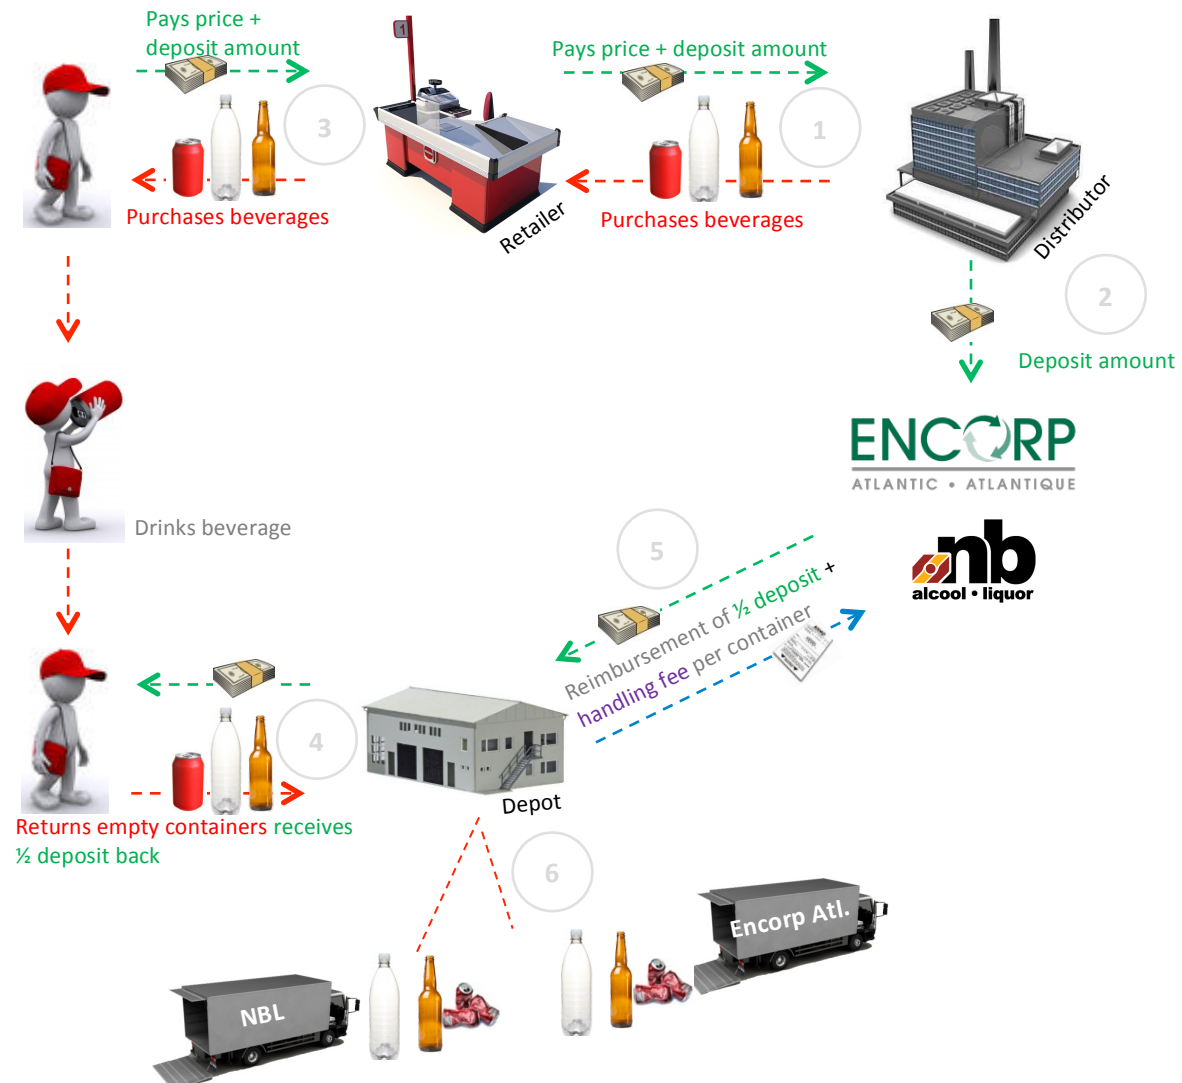 Pays price +
deposit amount
Pays price + deposit amount
1
3
1
Purchases beverages
Retailer
Purchases beverages
Distributor
2
Deposit amount
ENCORP
ATLANTIC • ATLANTIQUE
Drinks beverage
5
nb
alcool • liquor
Reimbursement of ½ deposit +
handling fee per container
4
Depot
Returns empty containers receives
½ deposit back
6
Encorp Atl.
NBL